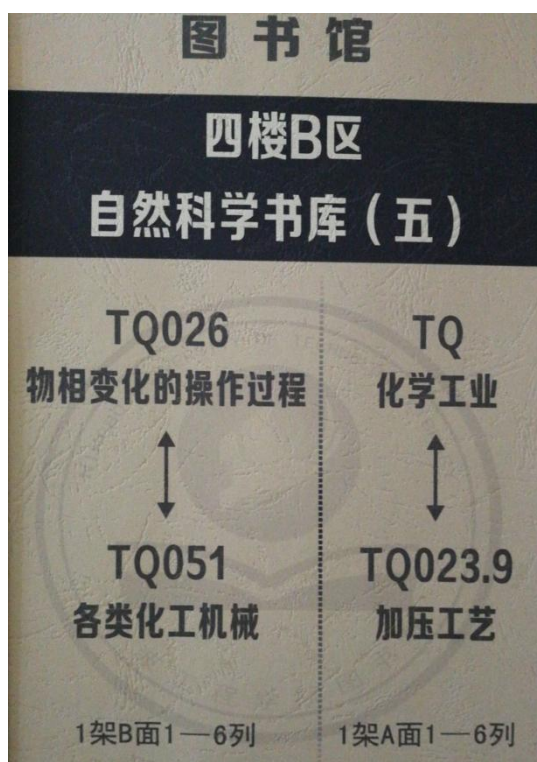 图书馆
四楼B区
自然科学书库（五）
TQ026
物相变化的操作过程
TQ051
各类化工机械
1架B面1—6列
TQ
化学工业
TQ023.9
加压工艺
1架A面1—6列